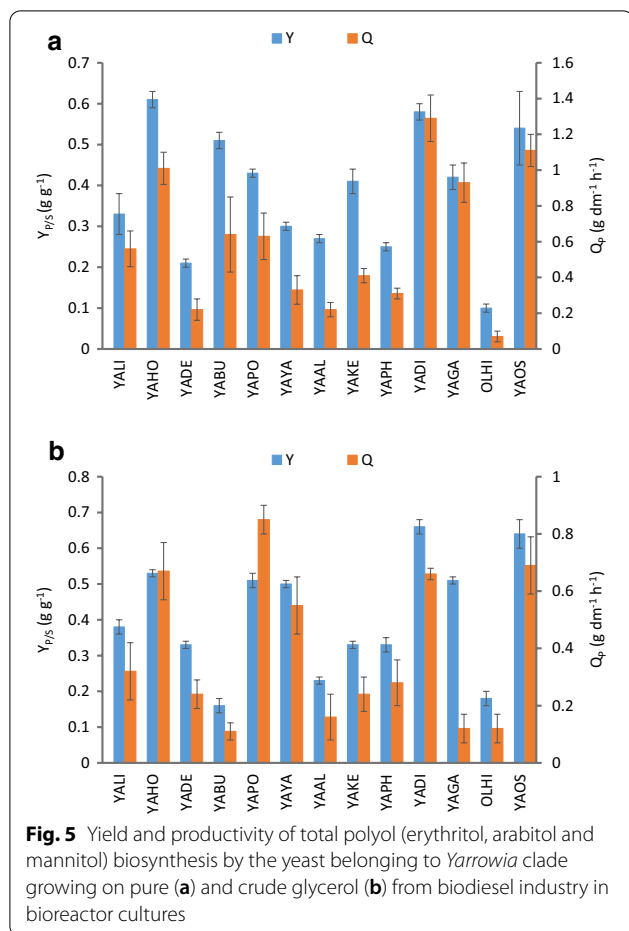 a
Y Q
0.7 1.6
0.6 1.4
0.5 1.2
0.4 1
0.3 0.8
0.2 0.6
0.1 0.4
0 0.2
0
Y P/S (g g-1)
Q P (g dm-1 h-1)
YALI YAHO YADE YABU YAPO YAYA YAAL YAKE YAPH YADI YAGA OLHI YAOS
b
Y Q
0.8 1
0.7 0.8
0.6 0.6
0.5 0.4
0.4 0.2
0.3 0
0.2
0.1
0
Y P/S (g g-1)
Q P (g dm-1 h-1)
YALI YAHO YADE YABU YAPO YAYA YAAL YAKE YAPH YADI YAGA OLHI YAOS
Fig. 5 Yield and productivity of total polyol (erythritol, arabitol and
mannitol) biosynthesis by the yeast belonging to Yarrowia clade
growing on pure (a) and crude glycerol (b) from biodiesel industry in
bioreactor cultures